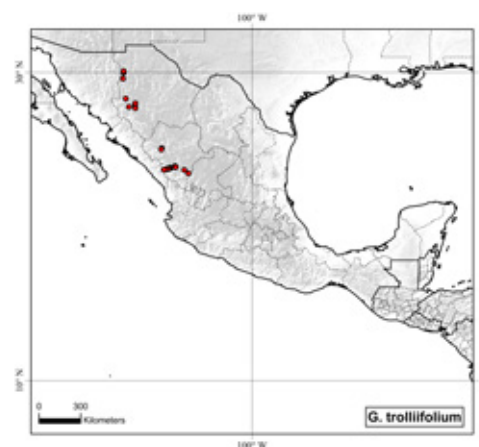 100° W
30° N
10° N
0 300
Kilometers
G. trolliifolium
100° W